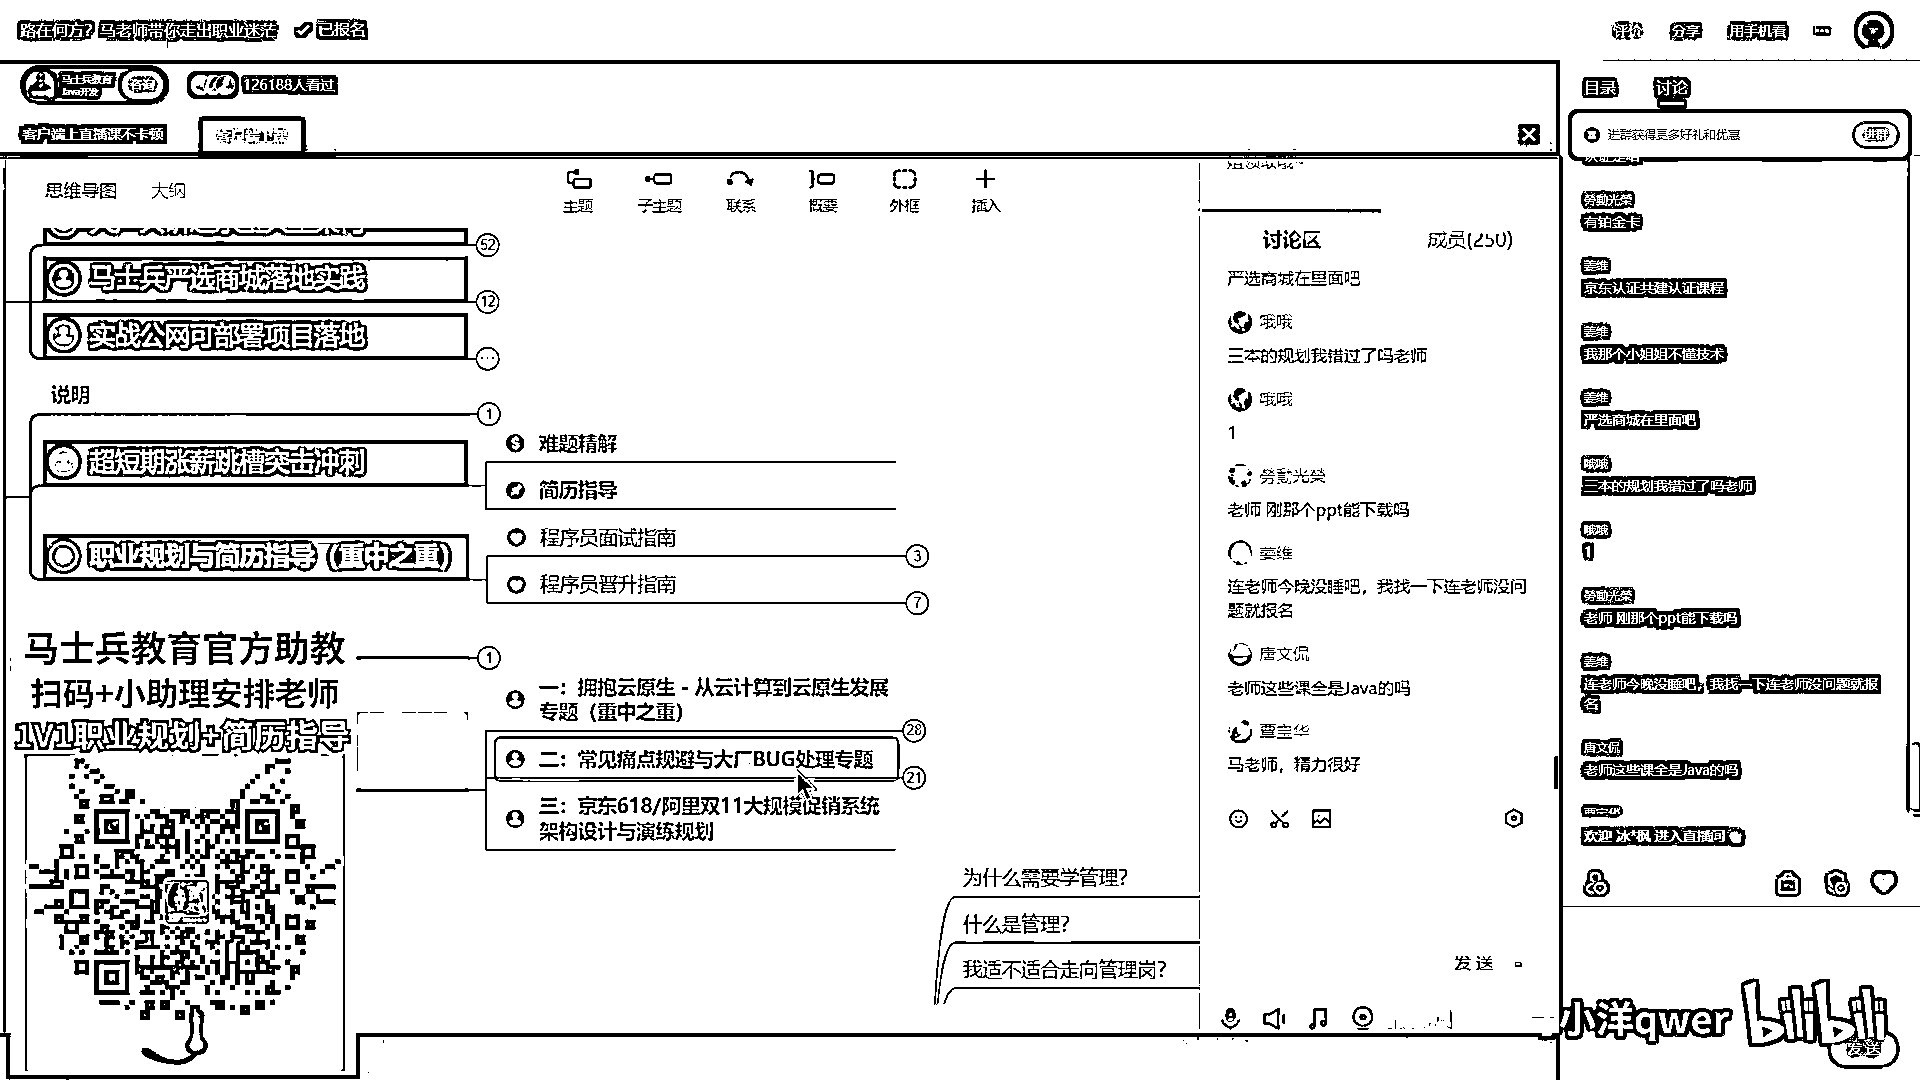 路在何方？马老师带你走出职业迷茫 已报名
评价 分享 用手机看
马士兵教育
Java开发
咨询
126188人看过
客户端上直播课不卡顿
目录 讨论
进群获得更多好礼和优惠 进群
思维导图 大纲
主题 子主题 联系 概要 外框 插入
52
马士兵严选商城落地实践
12
实战公网可部署项目落地
说明
1
超短期涨薪跳槽突击冲刺
难题精解
简历指导
职业规划与简历指导（重中之重）
程序员面试指南
3
程序员晋升指南
7
马士兵教育官方助教
扫码+小助理安排老师
1V1职业规划+简历指导
1
一：拥抱云原生 - 从云计算到云原生发展
专题（重中之重）
28
二：常见痛点规避与大厂BUG处理专题
21
三：京东618/阿里双11大规模促销系统
架构设计与演练规划
为什么需要学管理？
什么是管理？
我适不适合走向管理岗？
讨论区 成员(250)
严选商城在里面吧
哦哦
三本的规划我错过了吗老师
哦哦
1
勞動光榮
老师 刚那个ppt能下载吗
姜维
连老师今晚没睡吧，我找一下连老师没问
题就报名
唐文侃
老师这些课全是Java的吗
覃宝华
马老师，精力很好
发送
勞動光榮
有铂金卡
姜维
京东认证共建认证课程
姜维
我那个小姐姐不懂技术
姜维
严选商城在里面吧
哦哦
三本的规划我错过了吗老师
哦哦
1
勞動光榮
老师 刚那个ppt能下载吗
姜维
连老师今晚没睡吧，我找一下连老师没问题就报
名
唐文侃
老师这些课全是Java的吗
欢迎 冰*枫 进入直播间
小洋qwer bilibili
发送